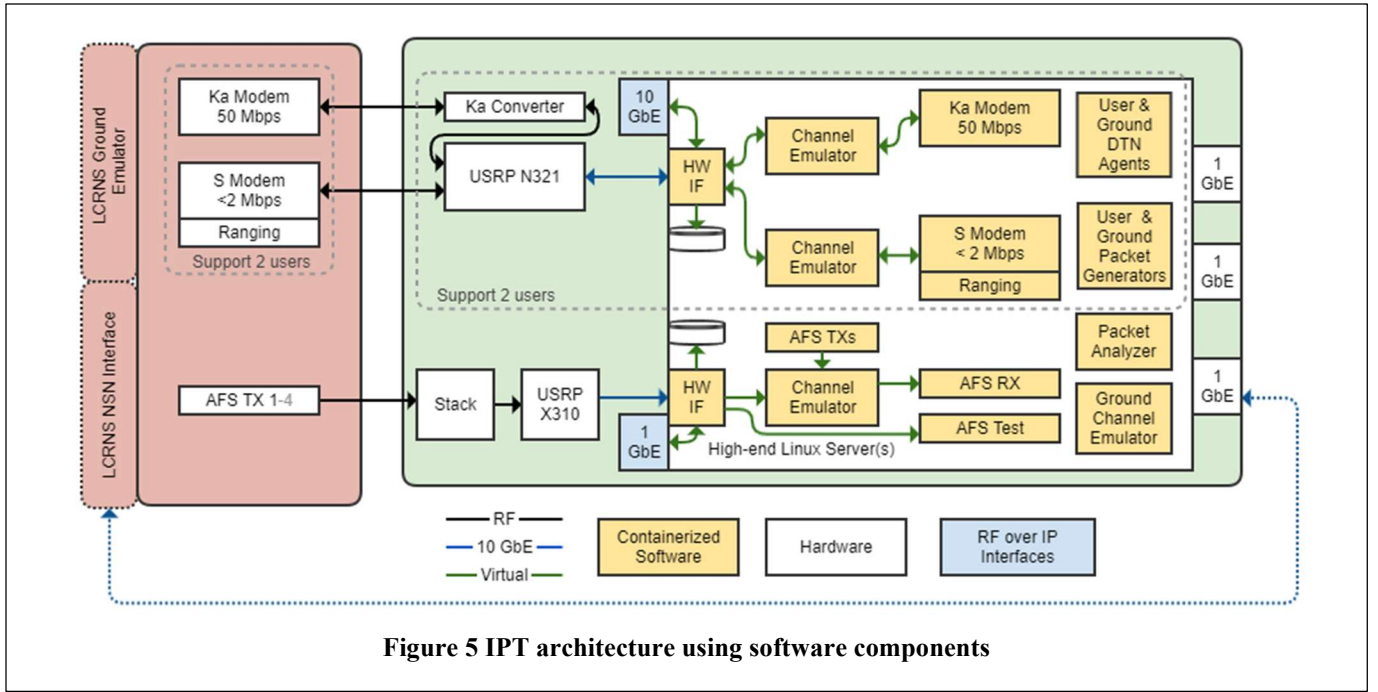 LCRNS Ground
Emulator
LCRNS NSN Interface
Ka Modem
50 Mbps
S Modem
<2 Mbps
Ranging
Support 2 users
AFS TX 1-4
Ka Converter
USRP N321
Support 2 users
Stack
USRP
X310
10
GbE
HW
IF
Channel
Emulator
Ka Modem
50 Mbps
User &
Ground
DTN
Agents
Channel
Emulator
S Modem
< 2 Mbps
Ranging
User &
Ground
Packet
Generators
HW
IF
1
GbE
AFS TXs
Channel
Emulator
AFS RX
AFS Test
Packet
Analyzer
Ground
Channel
Emulator
High-end Linux Server(s)
1
GbE
1
GbE
1
GbE
RF
10 GbE
Virtual
Containerized
Software
Hardware
RF over IP
Interfaces
Figure 5 IPT architecture using software components